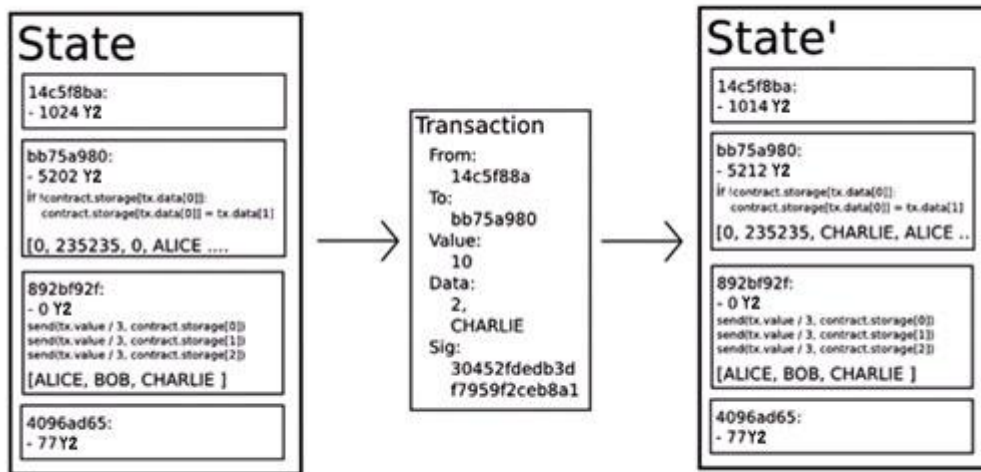 State
14c5f8ba:
- 1024 Y2
bb75a980:
- 5202 Y2
if !contract.storage[tx.data[0]]:
contract.storage[tx.data[0]] = tx.data[1]
[0, 235235, 0, ALICE ....
892bf92f:
- 0 Y2
send(tx.value / 3, contract.storage[0])
send(tx.value / 3, contract.storage[1])
send(tx.value / 3, contract.storage[2])
[ALICE, BOB, CHARLIE ]
4096ad65:
- 77Y2
Transaction
From:
14c5f88a
To:
bb75a980
Value:
10
Data:
2,
CHARLIE
Sig:
30452fdedb3d
f7959f2ceb8a1
State'
14c5f8ba:
- 1014 Y2
bb75a980:
- 5212 Y2
if !contract.storage[tx.data[0]]:
contract.storage[tx.data[0]] = tx.data[1]
[0, 235235, CHARLIE, ALICE ..
892bf92f:
- 0 Y2
send(tx.value / 3, contract.storage[0])
send(tx.value / 3, contract.storage[1])
send(tx.value / 3, contract.storage[2])
[ALICE, BOB, CHARLIE ]
4096ad65:
- 77Y2